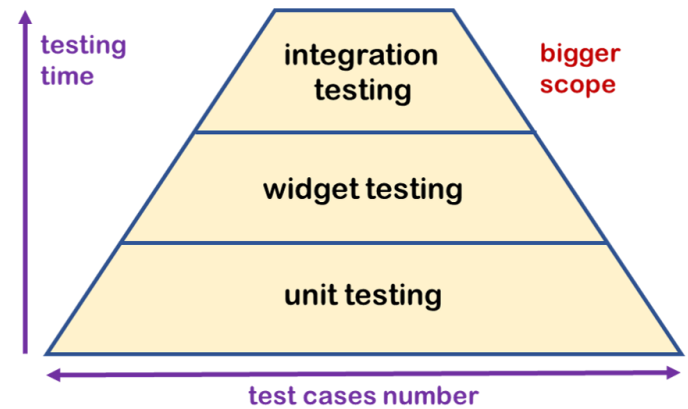 testing
time
integration
testing
bigger
scope
widget testing
unit testing
test cases number